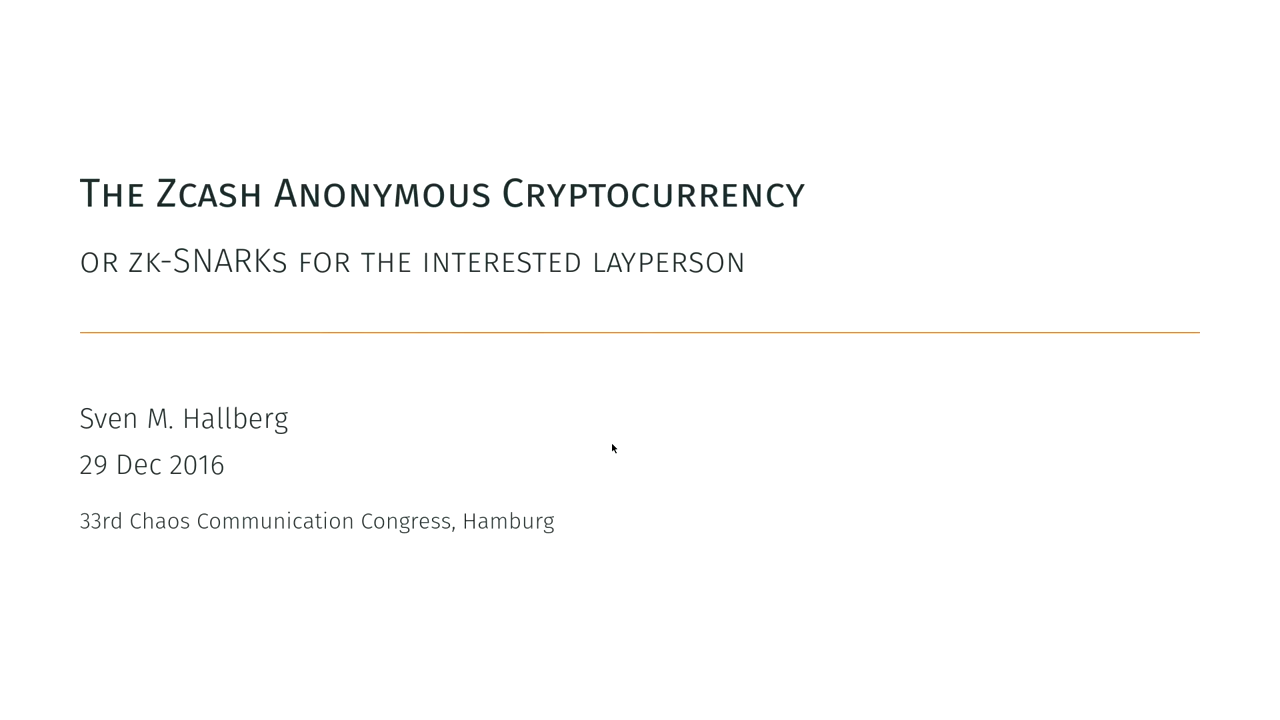 The Zcash Anonymous Cryptocurrency
or zk-SNARKs for the interested layperson
Sven M. Hallberg
29 Dec 2016
33rd Chaos Communication Congress, Hamburg